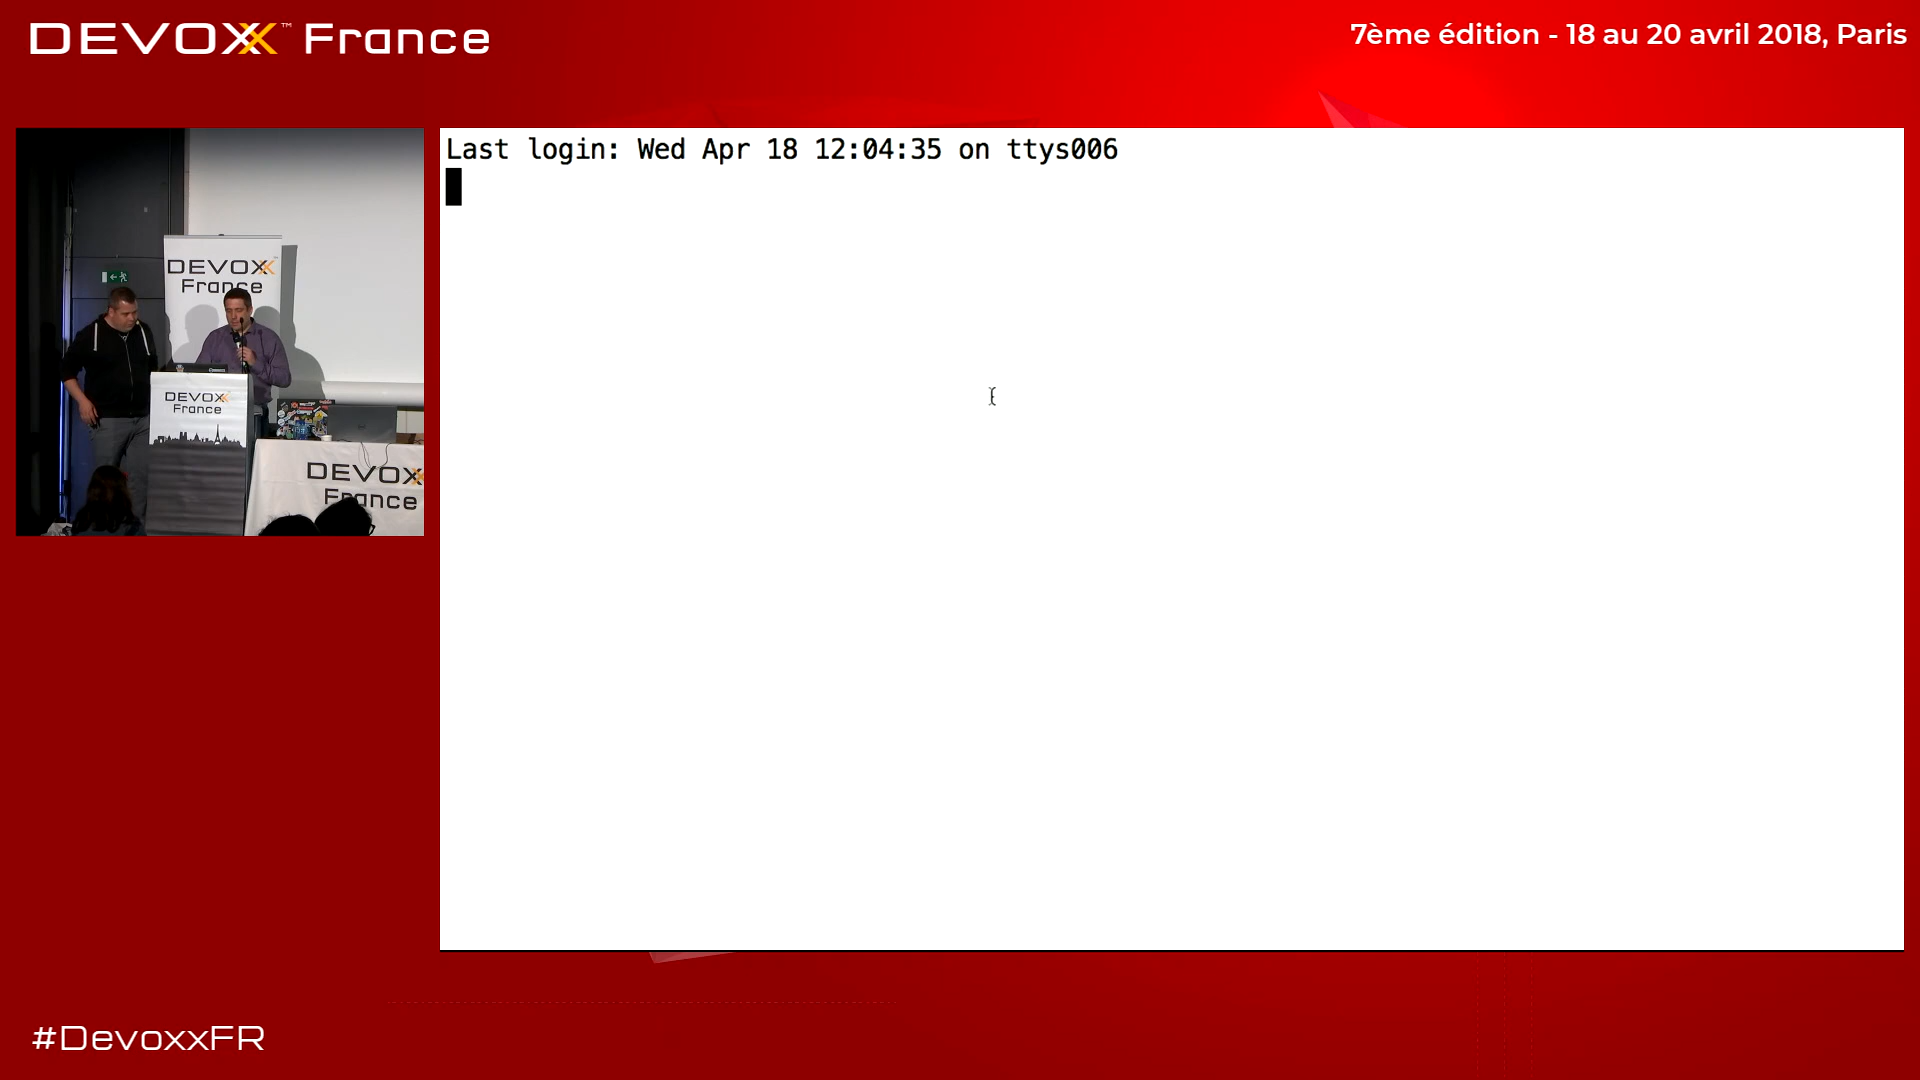 DEVOXX™ France
7ème édition - 18 au 20 avril 2018, Paris
Last login: Wed Apr 18 12:04:35 on ttys006
DEVOXX
France
DEVOXX
France
DEVOXX
France
#DevoxxFR